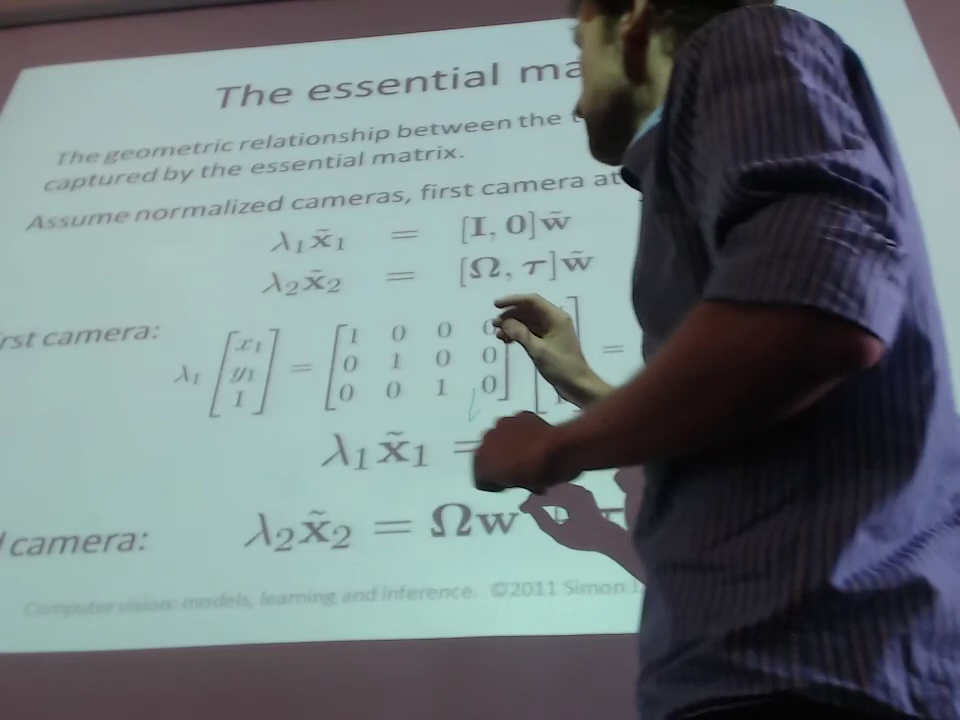 The essential ma
The geometric relationship between the
captured by the essential matrix.
Assume normalized cameras, first camera at
λ₁x̃₁ = [I, 0]w̃
λ₂x̃₂ = [Ω, τ]w̃
rst camera: λ₁ [x₁ y₁ 1] = [1 0 0 0; 0 1 0 0; 0 0 1 0] =
λ₁x̃₁ =
camera: λ₂x̃₂ = Ωw
Computer vision: models, learning and inference. ©2011 Simon